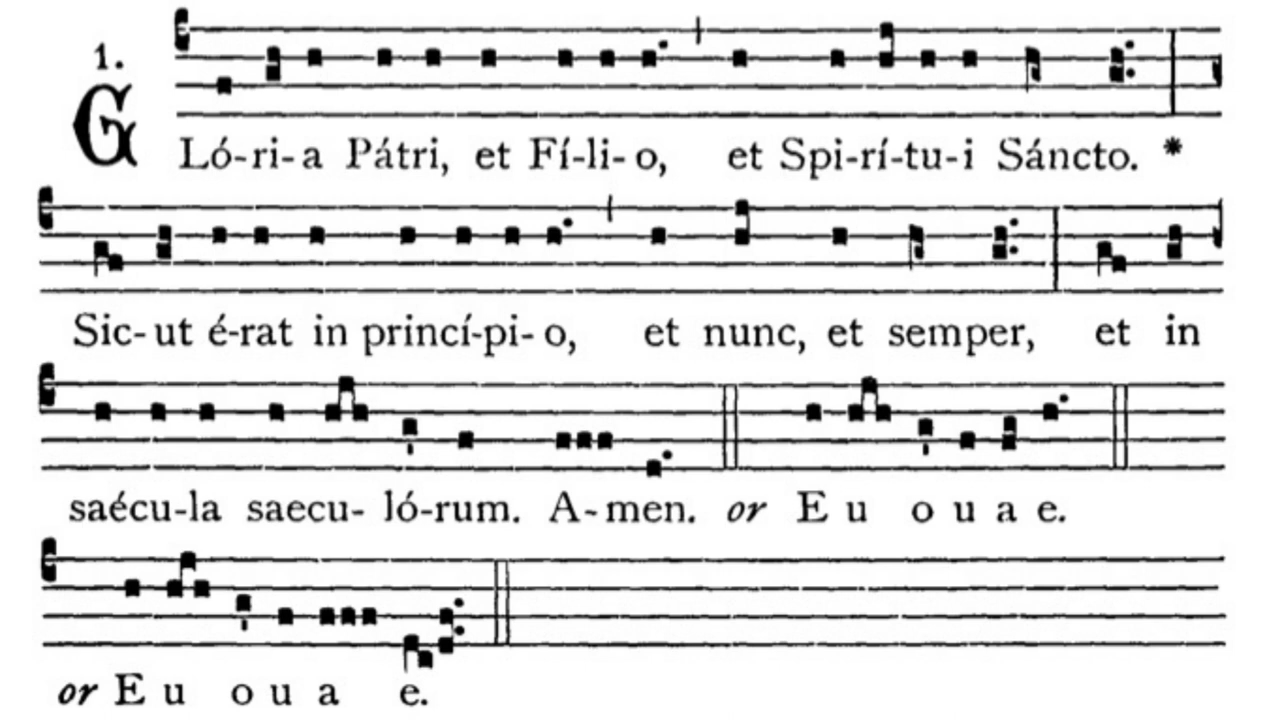 1.
GLó-ri-a Pátri, et Fí-li-o, et Spi-rí-tu-i Sáncto. *
Sic-ut é-rat in princí-pi-o, et nunc, et semper, et in
saécu-la saecu-ló-rum. A-men. or E u o u a e.
or E u o u a e.